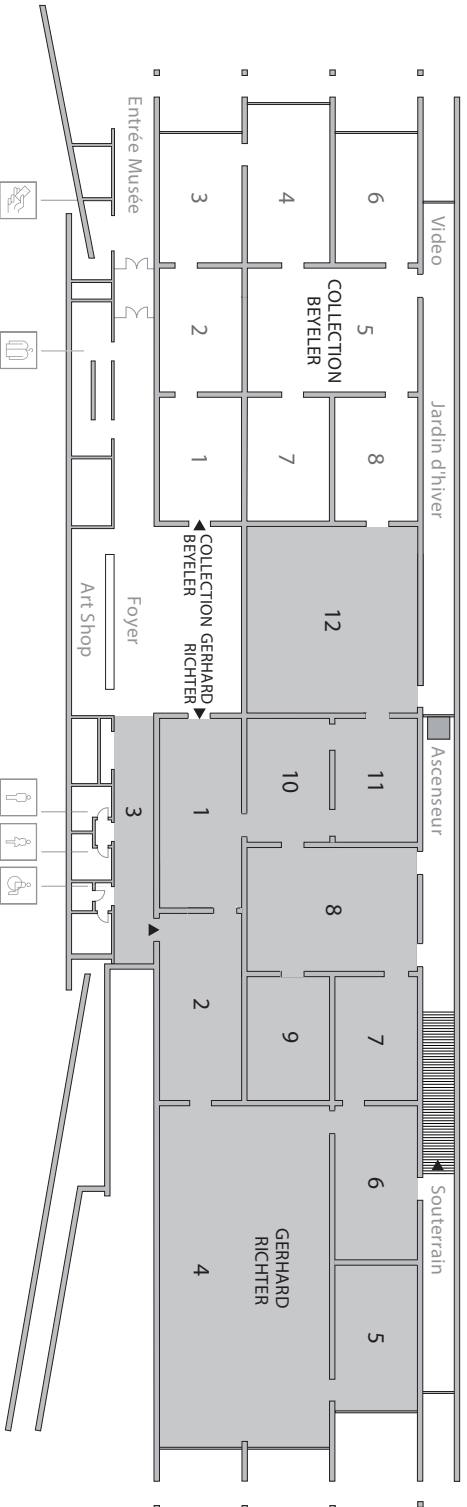 Video
Jardin d'hiver
Ascenseur
Souterrain
6
5
COLLECTION
BEYELER
8
11
7
6
5
12
8
4
7
10
9
GERHARD
RICHTER
3
2
1
COLLECTION
BEYELER
GERHARD
RICHTER
1
2
4
Entrée Musée
Foyer
Art Shop
3